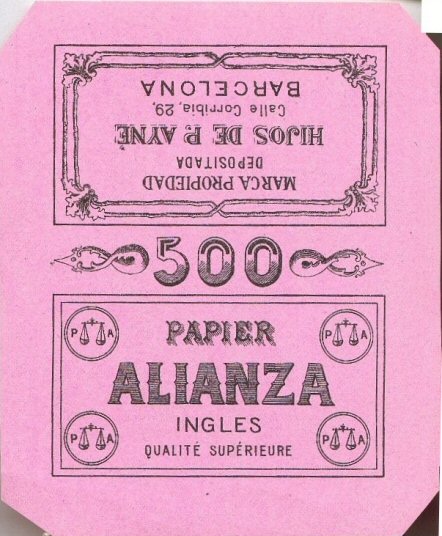 MARCA PROPIEDAD
DEPOSITADA
HIJOS DE P. AYNÉ
Calle Corribia, 29,
BARCELONA
500
PAPIER
ALIANZA
INGLES
QUALITÉ SUPÉRIEURE
P A
P A
P A
P A